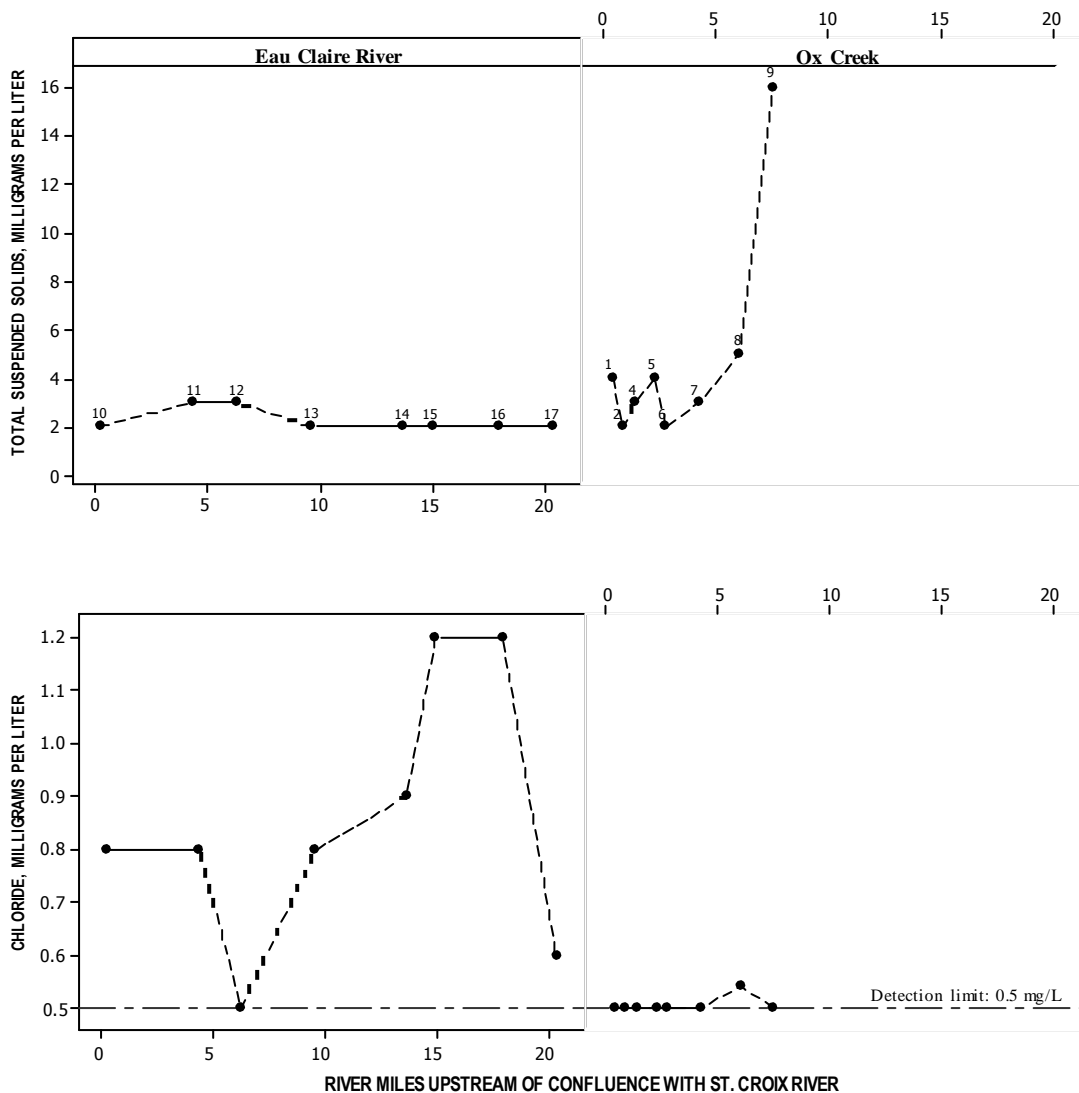 0 5 10 15 20
Eau Claire River
Ox Creek
TOTAL SUSPENDED SOLIDS, MILLIGRAMS PER LITER
16
14
12
10
8
6
4
2
0
10 11 12 13 14 15 16 17
1 2 4 5 6 7 8 9
0 5 10 15 20
0 5 10 15 20
CHLORIDE, MILLIGRAMS PER LITER
1.2
1.1
1.0
0.9
0.8
0.7
0.6
0.5
Detection limit: 0.5 mg/L
0 5 10 15 20
RIVER MILES UPSTREAM OF CONFLUENCE WITH ST. CROIX RIVER